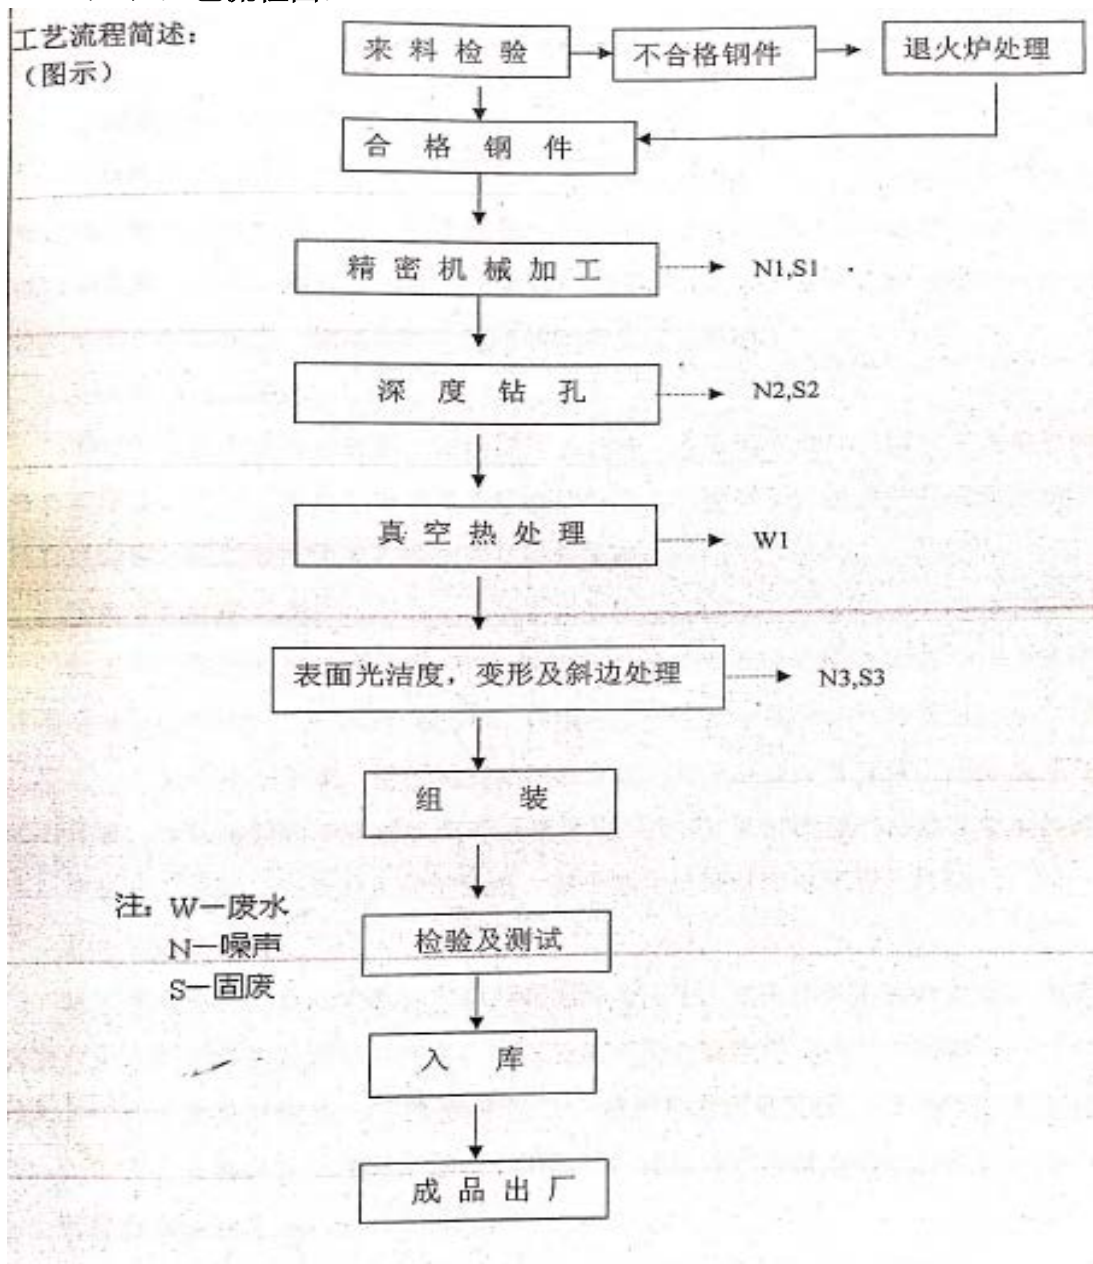 工艺流程简述:
(图示)
来料检验
不合格钢件
退火炉处理
合格钢件
精密机械加工
N1,S1
深度钻孔
N2,S2
真空热处理
W1
表面光洁度，变形及斜边处理
N3,S3
组装
注: W—废水
N—噪声
S—固废
检验及测试
入库
成品出厂